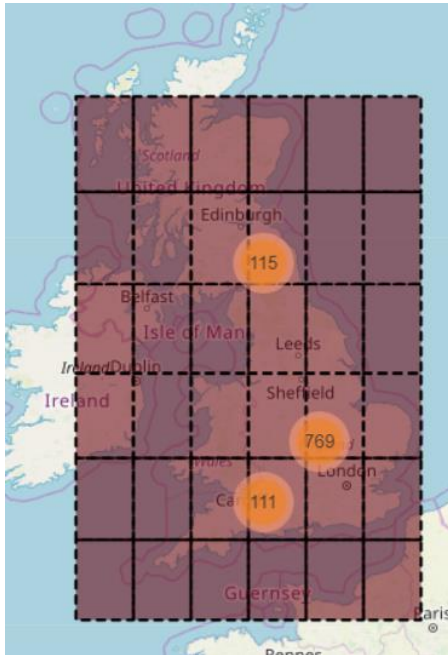 Scotland
United Kingdom
Edinburgh
115
Belfast
Isle of Man
Leeds
Ireland Dublin
Sheffield
Ireland
769
Wales
London
111
Guernsey
Paris
Rennes